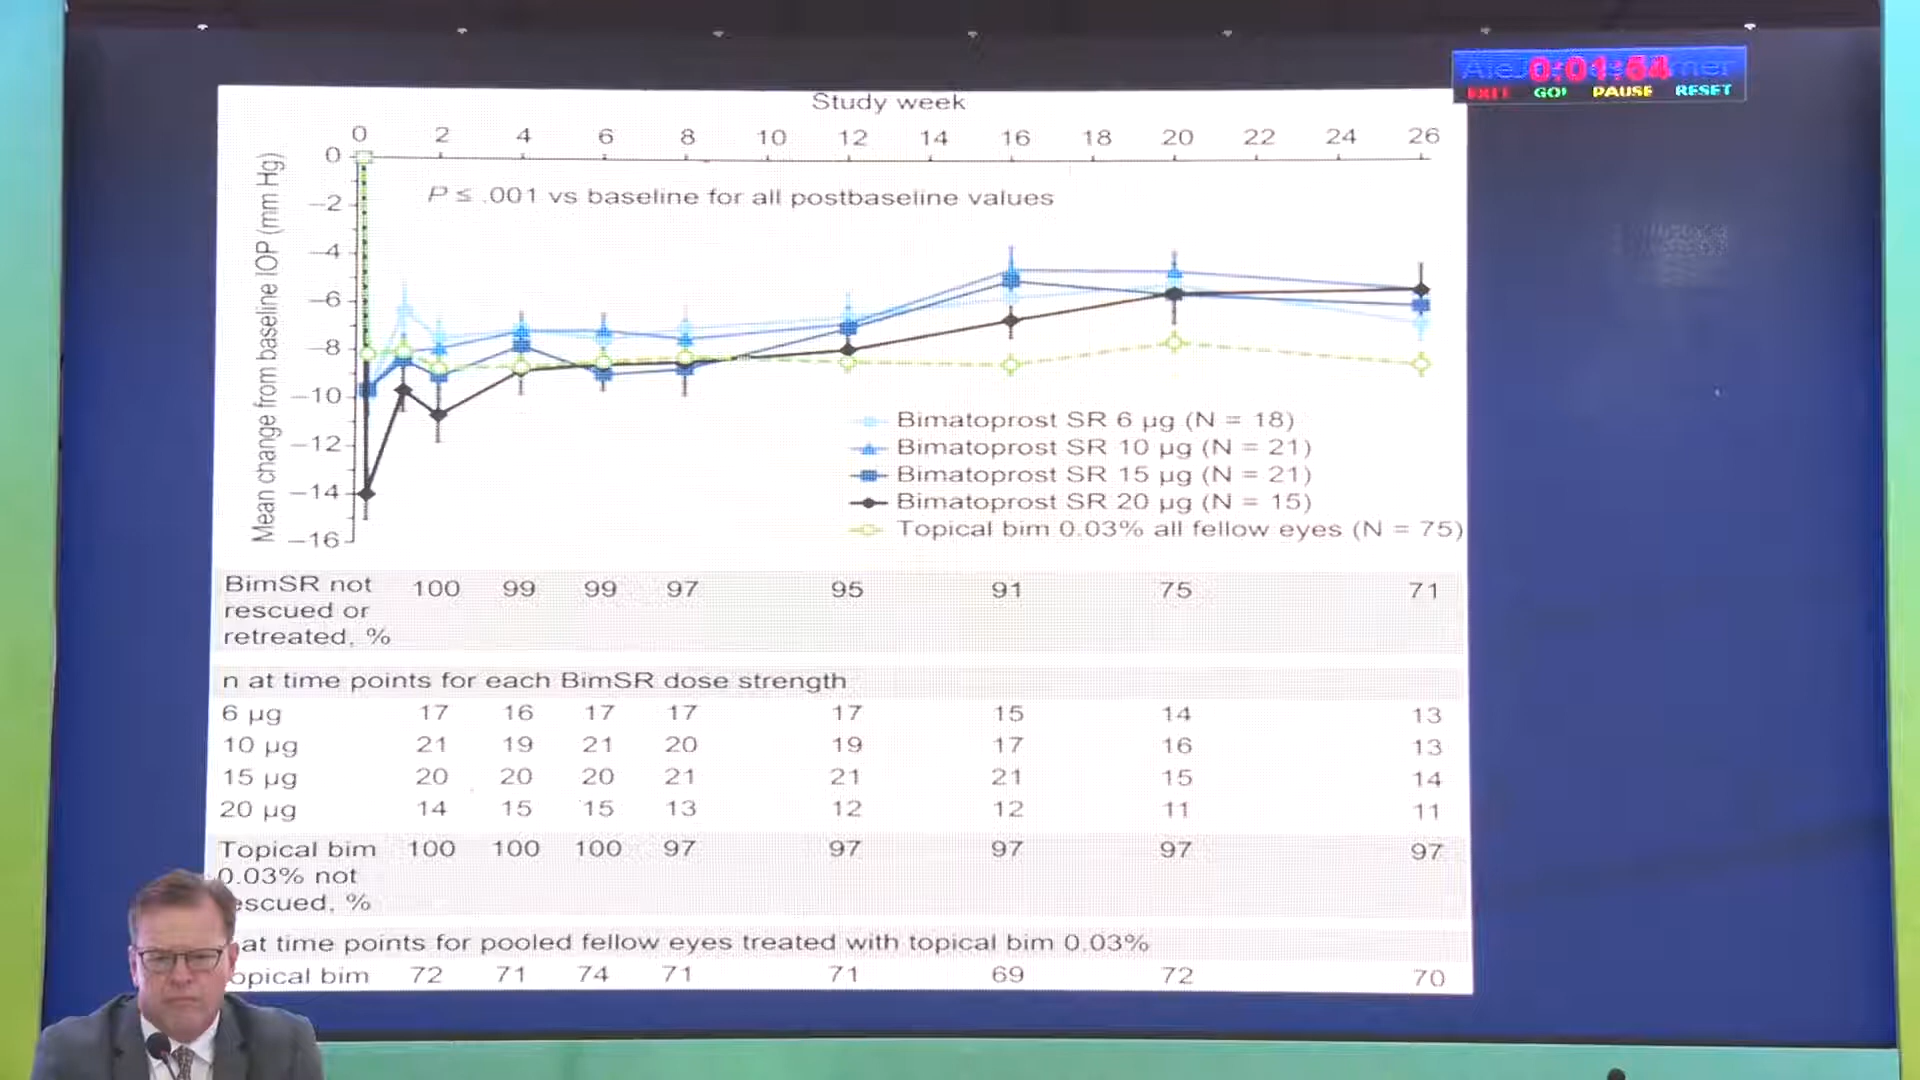 Study week
0 2 4 6 8 10 12 14 16 18 20 22 24 26
0
−2
−4
−6
−8
−10
−12
−14
−16
Mean change from baseline IOP (mm Hg)
P ≤ .001 vs baseline for all postbaseline values
Bimatoprost SR 6 µg (N = 18)
Bimatoprost SR 10 µg (N = 21)
Bimatoprost SR 15 µg (N = 21)
Bimatoprost SR 20 µg (N = 15)
Topical bim 0.03% all fellow eyes (N = 75)
BimSR not 100 99 99 97 95 91 75 71
rescued or
retreated, %
n at time points for each BimSR dose strength
6 µg 17 16 17 17 17 15 14 13
10 µg 21 19 21 20 19 17 16 13
15 µg 20 20 20 21 21 21 15 14
20 µg 14 15 15 13 12 12 11 11
Topical bim 100 100 100 97 97 97 97 97
0.03% not
escued, %
at time points for pooled fellow eyes treated with topical bim 0.03%
opical bim 72 71 74 71 71 69 72 70
0:01:54
EXIT GO! PAUSE RESET